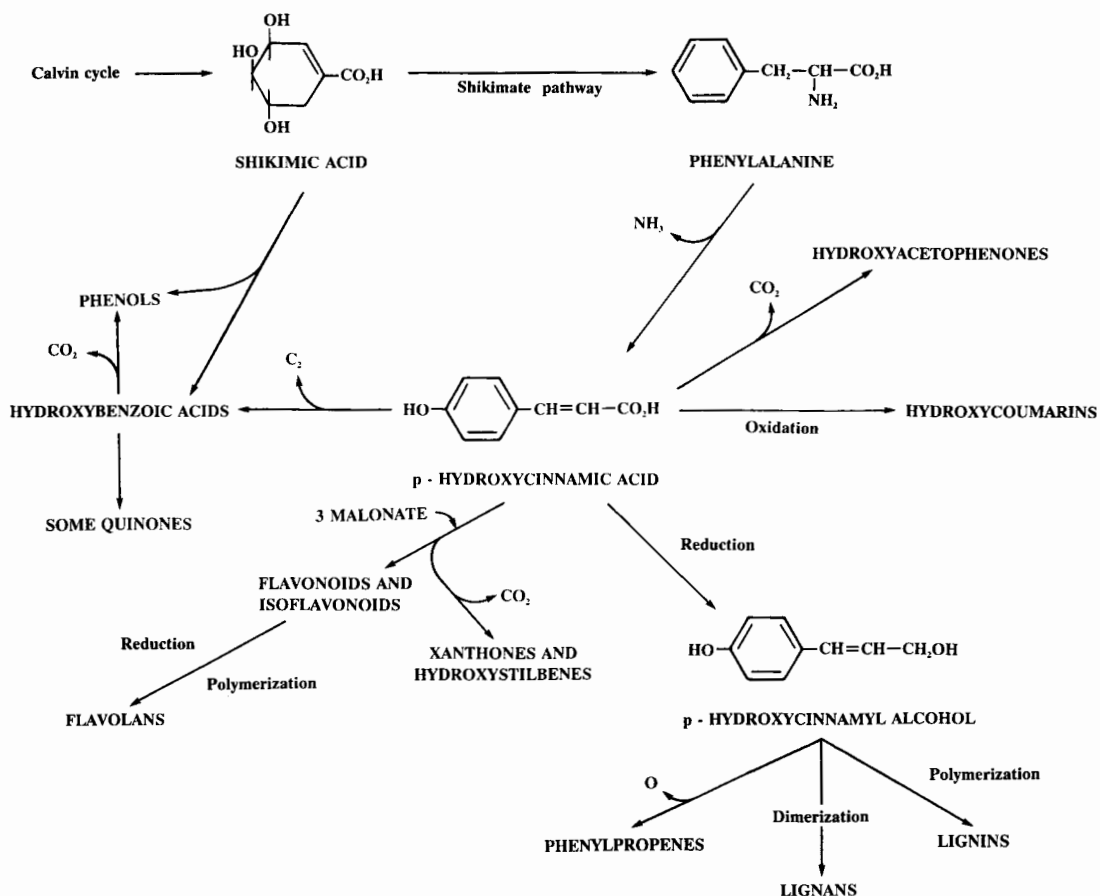 OH
HO
Calvin cycle
CO₂H
Shikimate pathway
CH₂—CH—CO₂H
NH₂
OH
SHIKIMIC ACID
PHENYLALANINE
NH₃
HYDROXYACETOPHENONES
CO₂
PHENOLS
CO₂
C₂
HYDROXYBENZOIC ACIDS
HO
CH=CH—CO₂H
Oxidation
HYDROXYCOUMARINS
p - HYDROXYCINNAMIC ACID
SOME QUINONES
3 MALONATE
Reduction
FLAVONOIDS AND
ISOFLAVONOIDS
CO₂
Reduction
XANTHONES AND
HYDROXYSTILBENES
HO
CH=CH—CH₂OH
Polymerization
FLAVOLANS
p - HYDROXYCINNAMYL ALCOHOL
O
Polymerization
Dimerization
PHENYLPROPENES
LIGNINS
LIGNANS